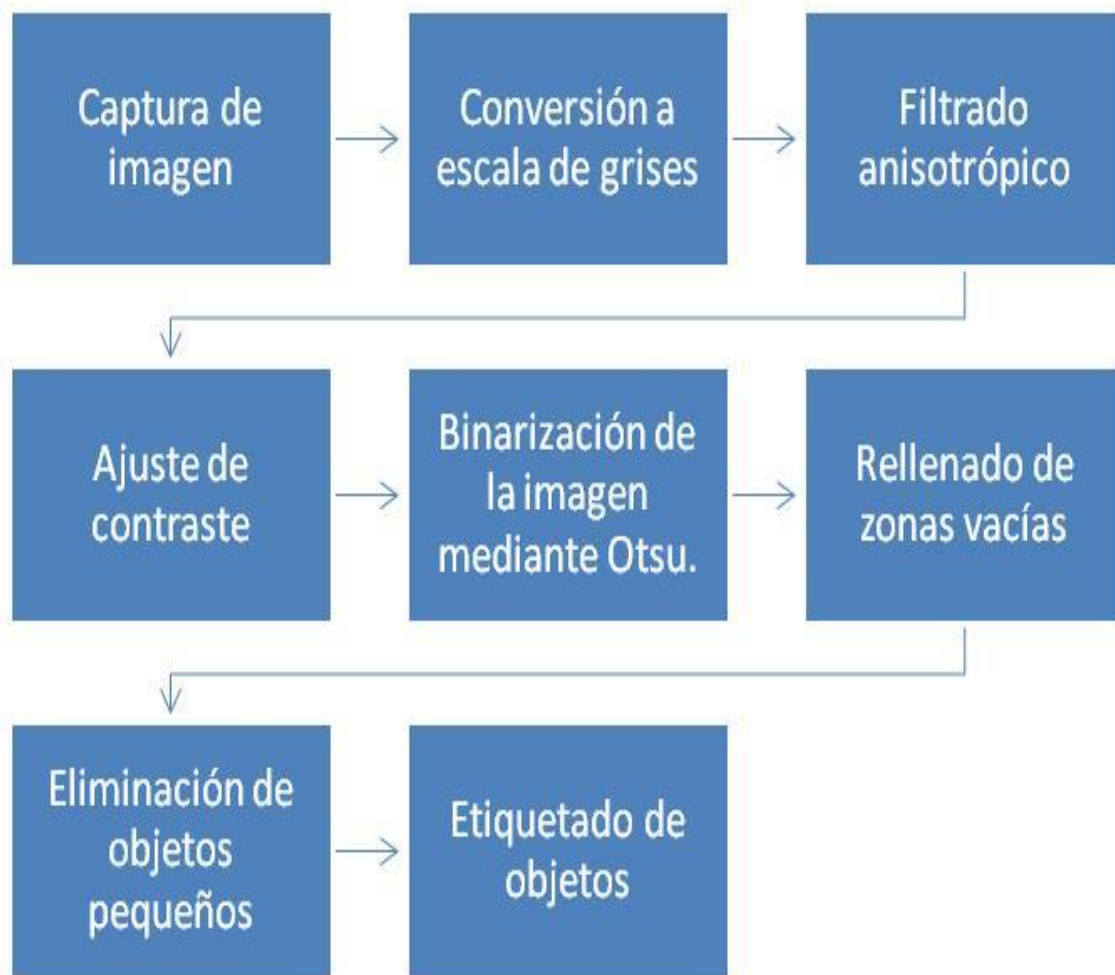 Captura de
imagen
Conversión a
escala de grises
Filtrado
anisotrópico
Ajuste de
contraste
Binarización de
la imagen
mediante Otsu.
Rellenado de
zonas vacías
Eliminación de
objetos
pequeños
Etiquetado de
objetos